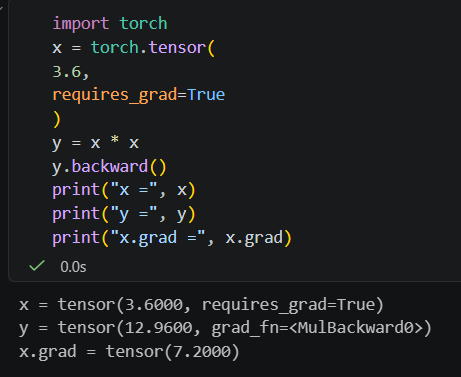 import torch
x = torch.tensor(
3.6,
requires_grad=True
)
y = x * x
y.backward()
print("x =", x)
print("y =", y)
print("x.grad =", x.grad)
0.0s
x = tensor(3.6000, requires_grad=True)
y = tensor(12.9600, grad_fn=<MulBackward0>)
x.grad = tensor(7.2000)